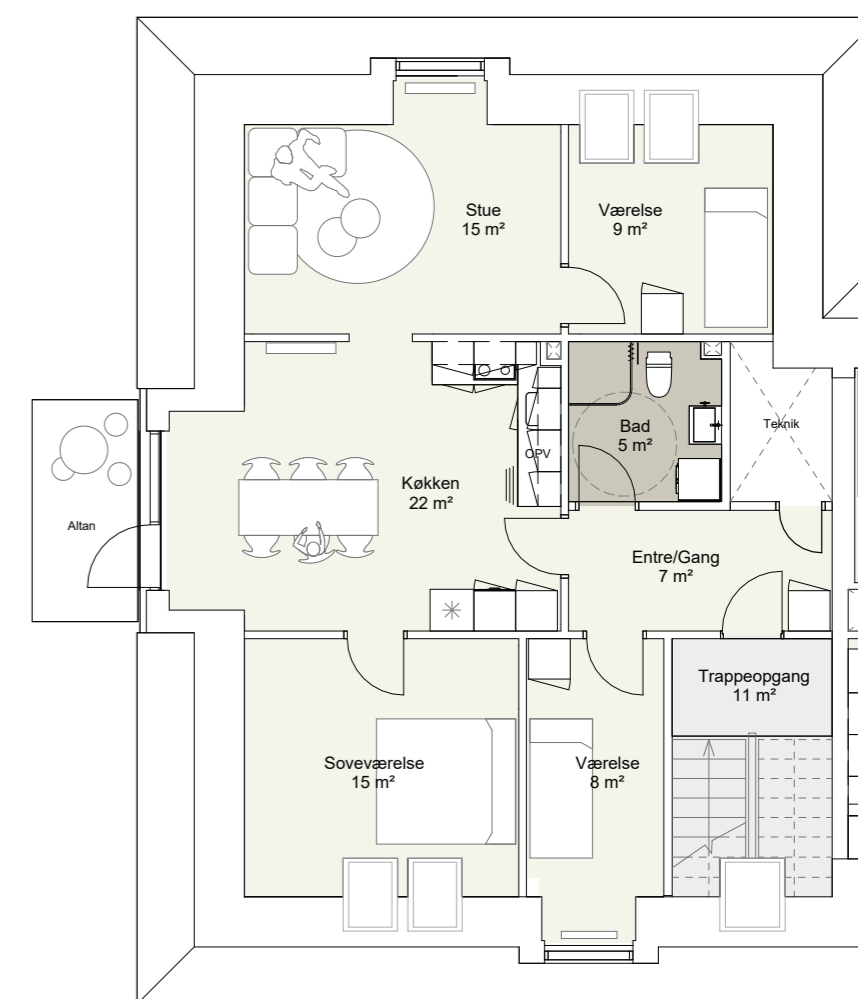 Stue
15 m²
Værelse
9 m²
Bad
5 m²
Teknik
OPV
Køkken
22 m²
Altan
Entre/Gang
7 m²
Trappeopgang
11 m²
Soveværelse
15 m²
Værelse
8 m²